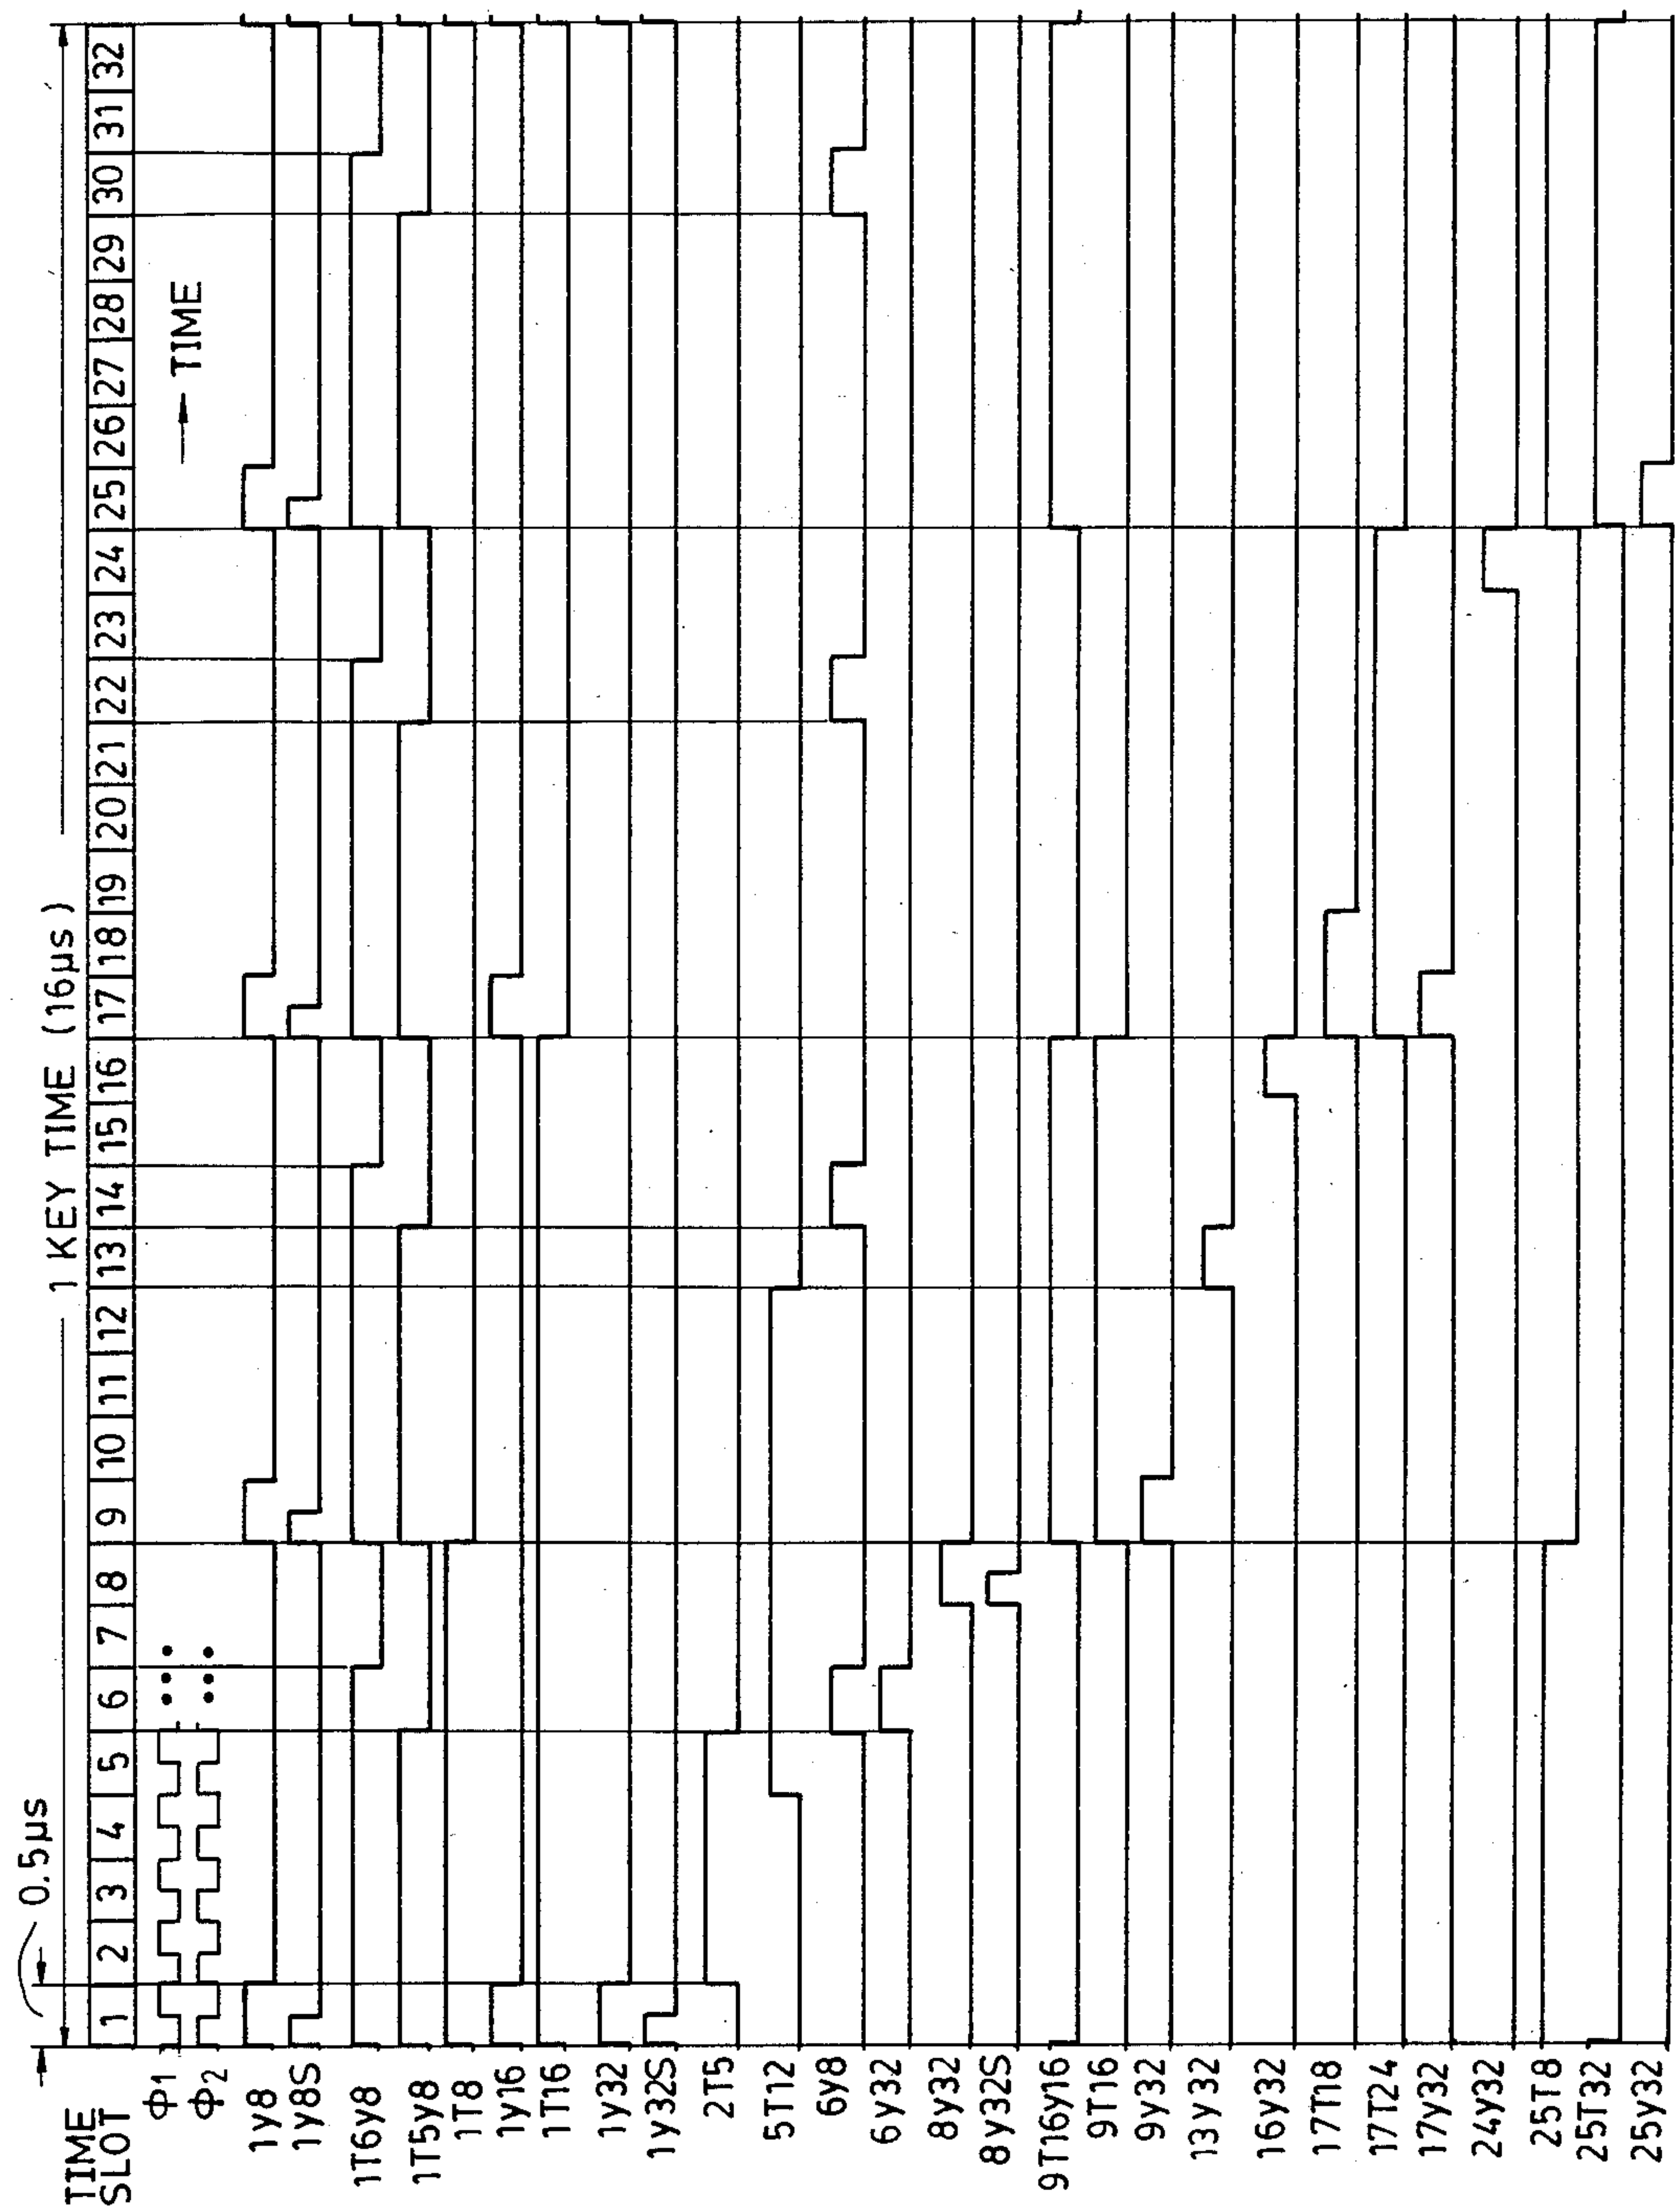 0.5µs
1 KEY TIME (16µs)
TIME SLOT 1 2 3 4 5 6 7 8 9 10 11 12 13 14 15 16 17 18 19 20 21 22 23 24 25 26 27 28 29 30 31 32
Φ1
Φ2
TIME
1y8
1y8S
1T6y8
1T5y8
1T8
1y16
1T16
1y32
1y32S
2T5
5T12
6y8
6y32
8y32
8y32S
9T16y16
9T16
9y32
13y32
16y32
17T18
17T24
17y32
24y32
25T8
25T32
25y32